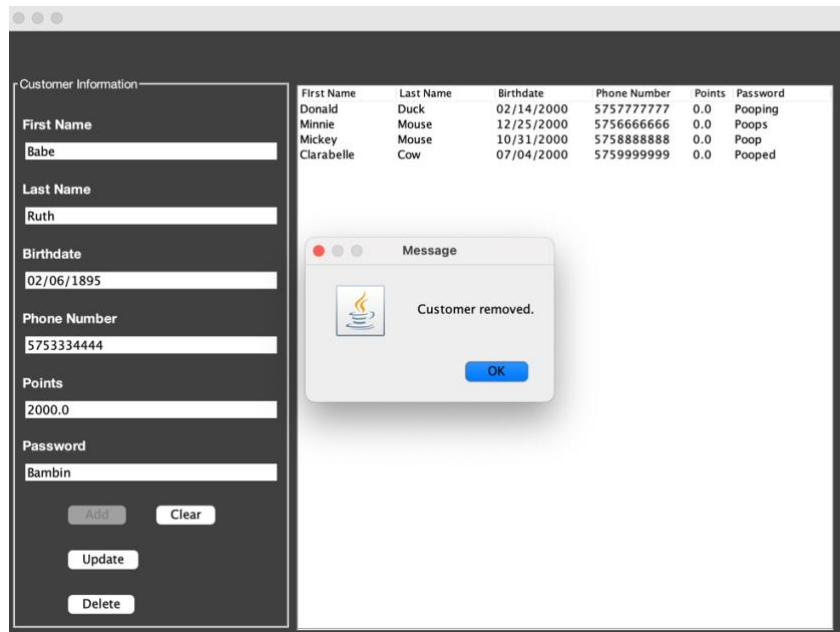 Customer Information
First Name
Babe
Last Name
Ruth
Birthdate
02/06/1895
Phone Number
5753334444
Points
2000.0
Password
Bambin
Add Clear
Update
Delete
FIrst Name Last Name Birthdate Phone Number Points Password
Donald Duck 02/14/2000 5757777777 0.0 Pooping
Minnie Mouse 12/25/2000 5756666666 0.0 Poops
Mickey Mouse 10/31/2000 5758888888 0.0 Poop
Clarabelle Cow 07/04/2000 5759999999 0.0 Pooped
Message
Customer removed.
OK